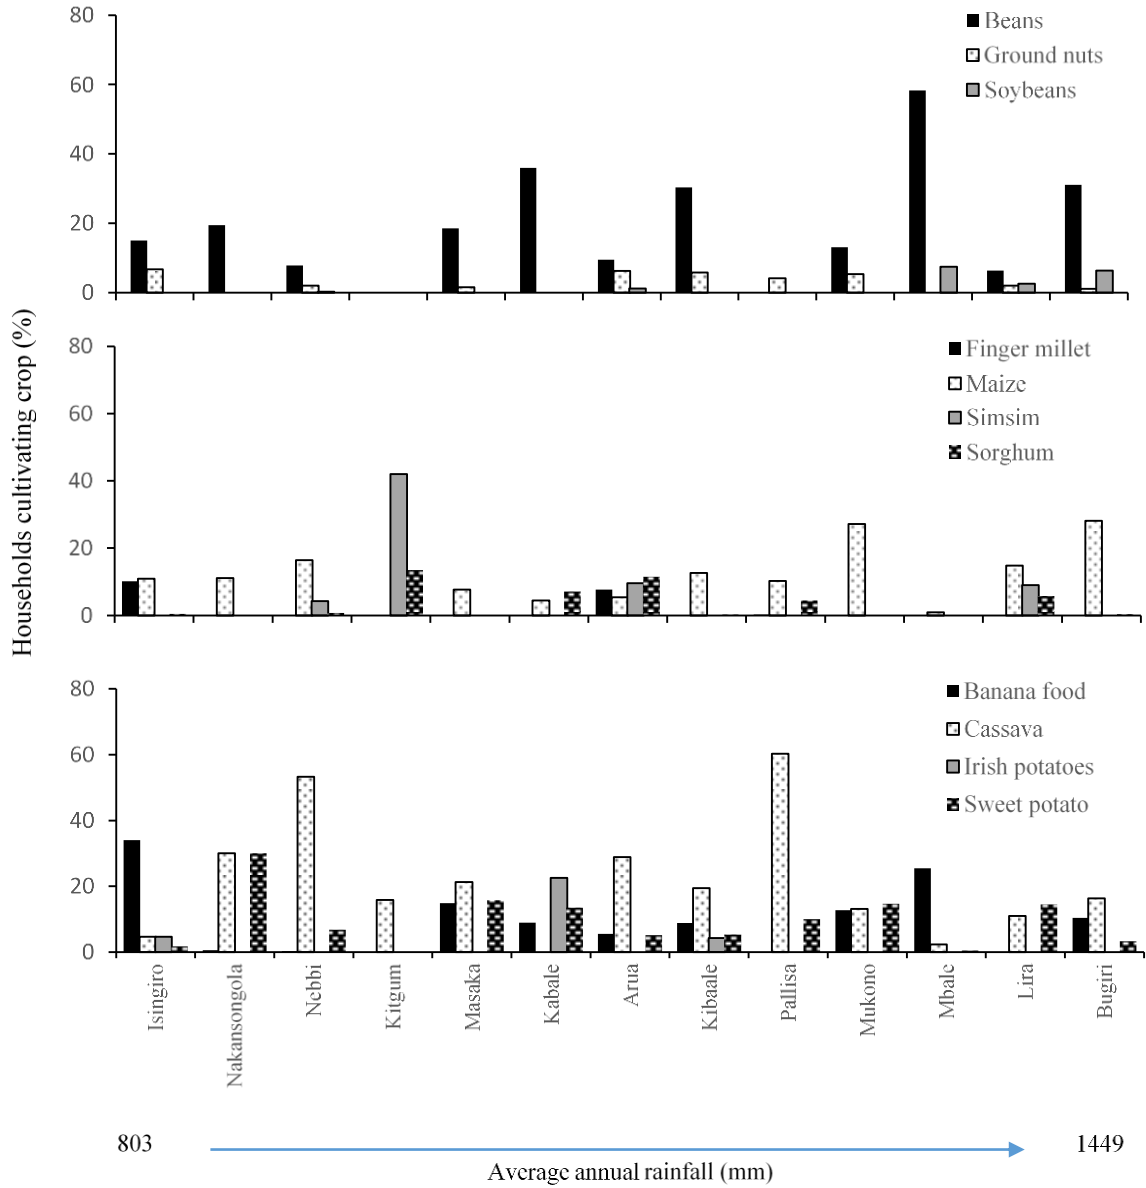 80
60
40
20
0
Beans
Ground nuts
Soybeans
80
60
40
20
0
Finger millet
Maize
Simsim
Sorghum
80
60
40
20
0
Banana food
Cassava
Irish potatoes
Sweet potato
Households cultivating crop (%)
Isingiro
Nakansongola
Nebbi
Kitgum
Masaka
Kabale
Arua
Kibaale
Pallisa
Mukono
Mbale
Lira
Bugiri
803
1449
Average annual rainfall (mm)